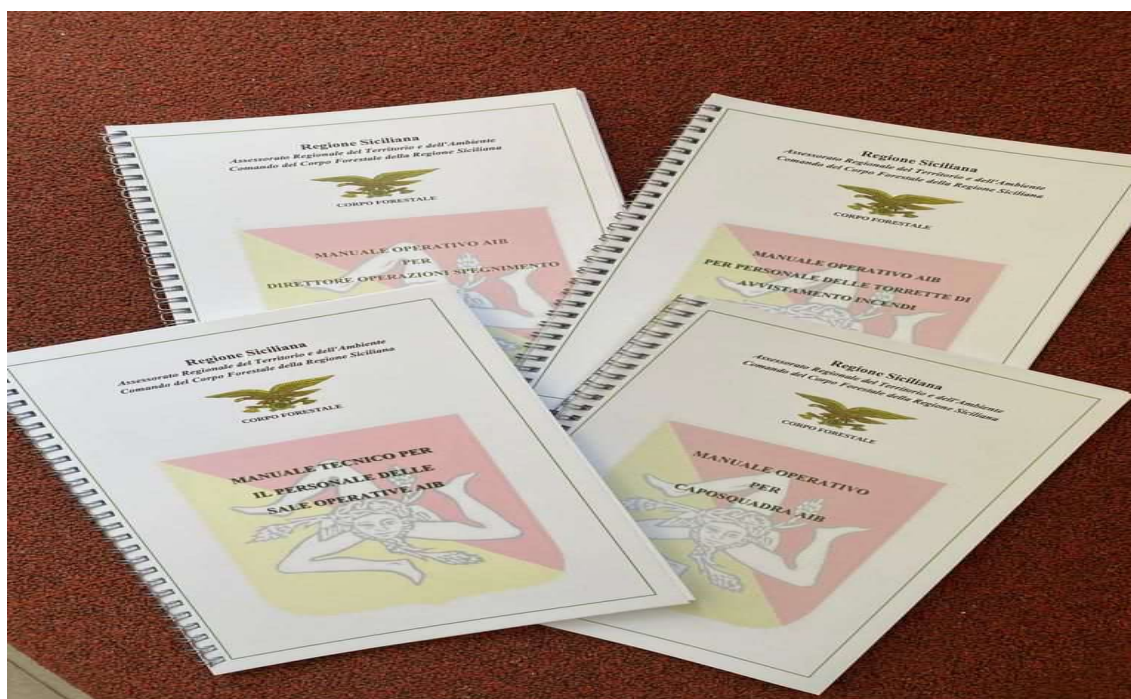 Regione Siciliana
Assessorato Regionale del Territorio e dell'Ambiente
Comando del Corpo Forestale della Regione Siciliana
CORPO FORESTALE
MANUALE OPERATIVO AIB
PER
DIRETTORE OPERAZIONI SPEGNIMENTO
Regione Siciliana
Assessorato Regionale del Territorio e dell'Ambiente
Comando del Corpo Forestale della Regione Siciliana
CORPO FORESTALE
MANUALE OPERATIVO AIB
PER PERSONALE DELLE TORRETTE DI
AVVISTAMENTO INCENDI
Regione Siciliana
Assessorato Regionale del Territorio e dell'Ambiente
Comando del Corpo Forestale della Regione Siciliana
CORPO FORESTALE
MANUALE TECNICO PER
IL PERSONALE DELLE
SALE OPERATIVE AIB
Regione Siciliana
Assessorato Regionale del Territorio e dell'Ambiente
Comando del Corpo Forestale della Regione Siciliana
CORPO FORESTALE
MANUALE OPERATIVO
PER
CAPOSQUADRA AIB